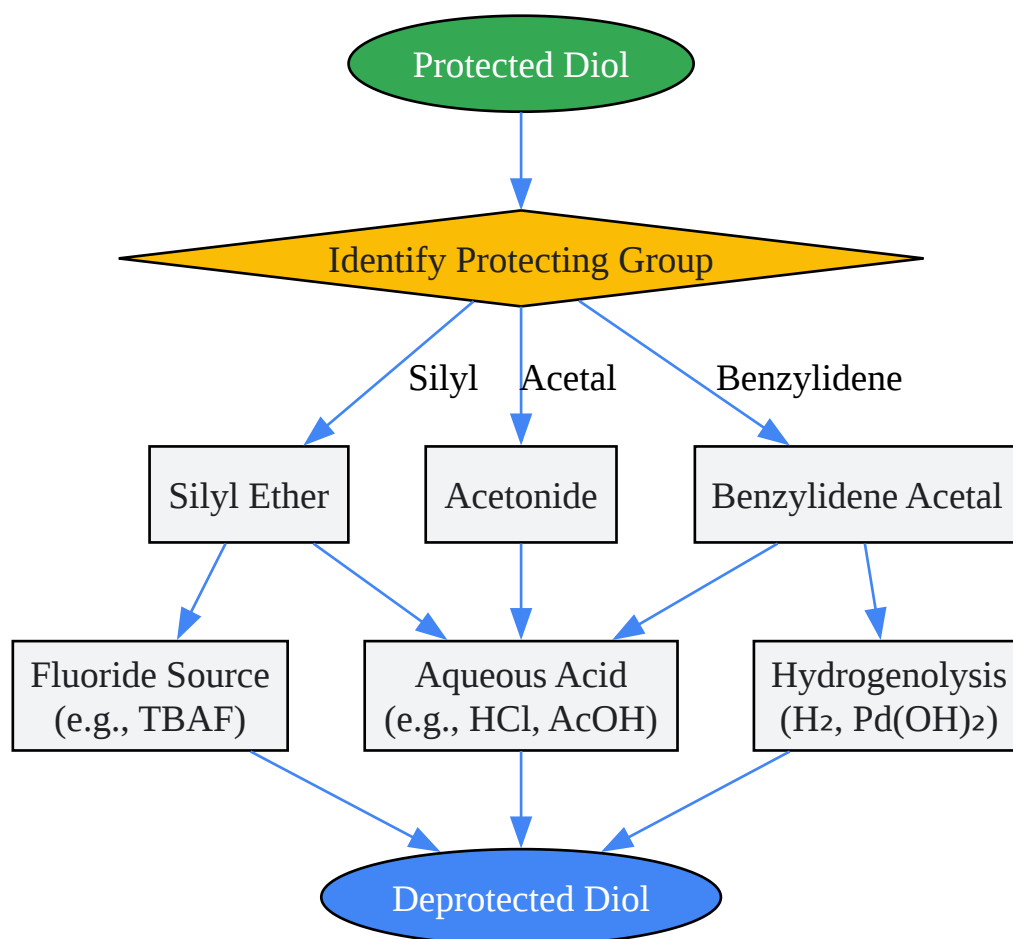 Protected Diol
Identify Protecting Group
Silyl
Acetal
Benzylidene
Silyl Ether
Acetonide
Benzylidene Acetal
Fluoride Source
(e.g., TBAF)
Aqueous Acid
(e.g., HCl, AcOH)
Hydrogenolysis
(H₂, Pd(OH)₂)
Deprotected Diol